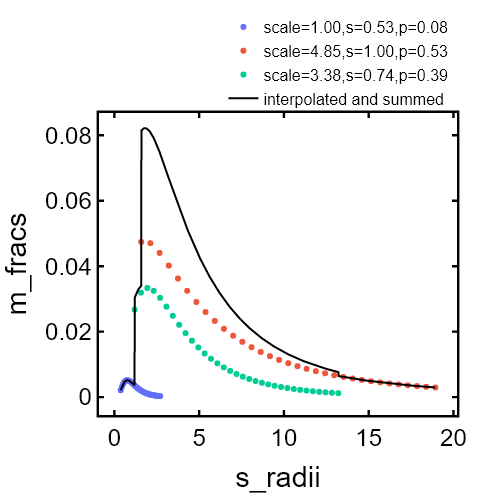 scale=1.00,s=0.53,p=0.08
scale=4.85,s=1.00,p=0.53
scale=3.38,s=0.74,p=0.39
interpolated and summed
0.08
0.06
0.04
0.02
0
m_fracs
0 5 10 15 20
s_radii